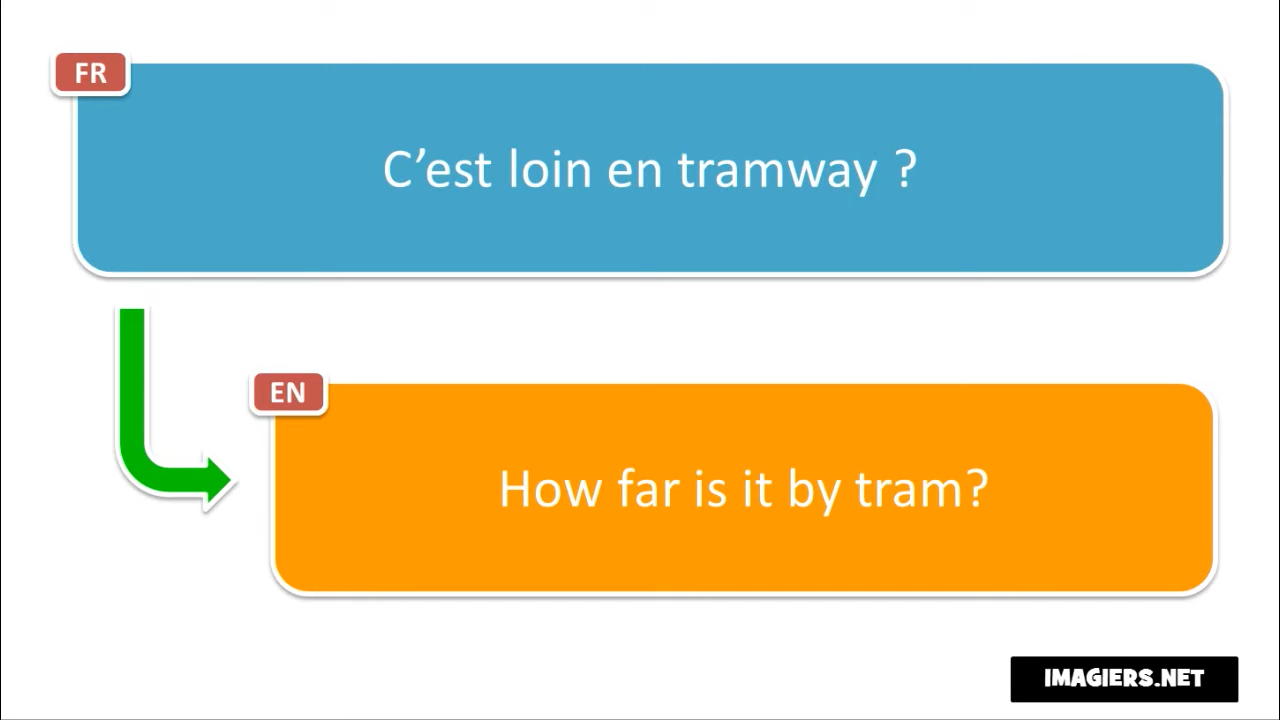 FR
C’est loin en tramway ?
EN
How far is it by tram?
IMAGIERS.NET